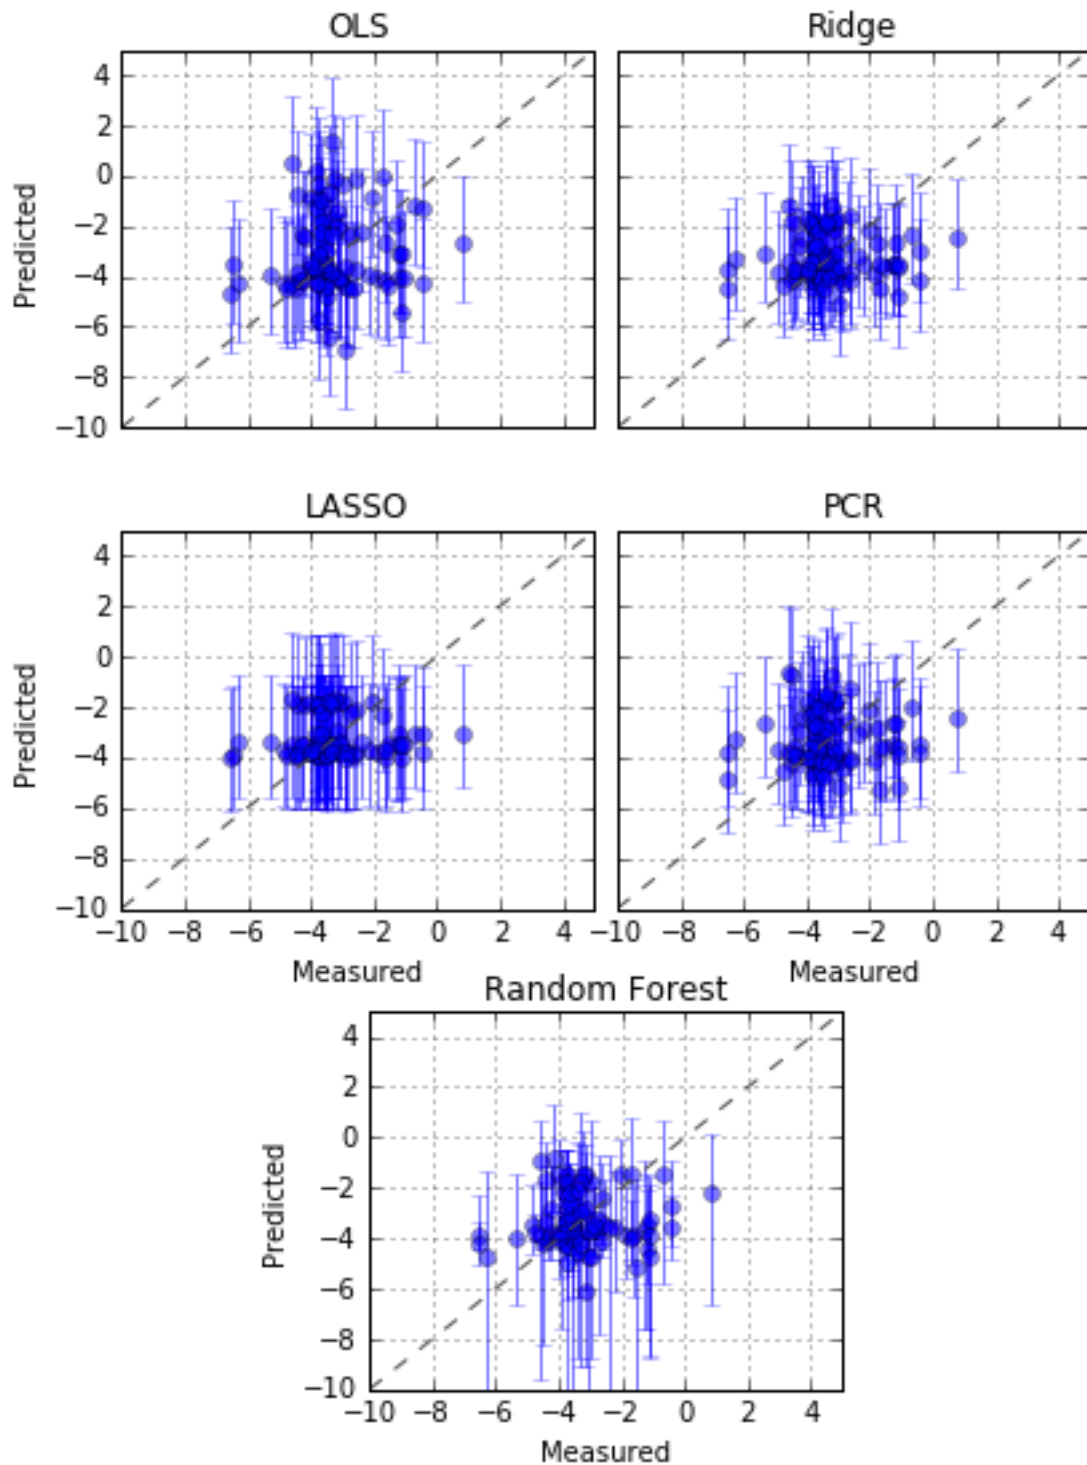 OLS Ridge
4
2
0
−2
−4
−6
−8
−10
Predicted
LASSO PCR
4
2
0
−2
−4
−6
−8
−10
Predicted
−10 −8 −6 −4 −2 0 2 4 −10 −8 −6 −4 −2 0 2 4
Measured Measured
Random Forest
4
2
0
−2
−4
−6
−8
−10
Predicted
−10 −8 −6 −4 −2 0 2 4
Measured